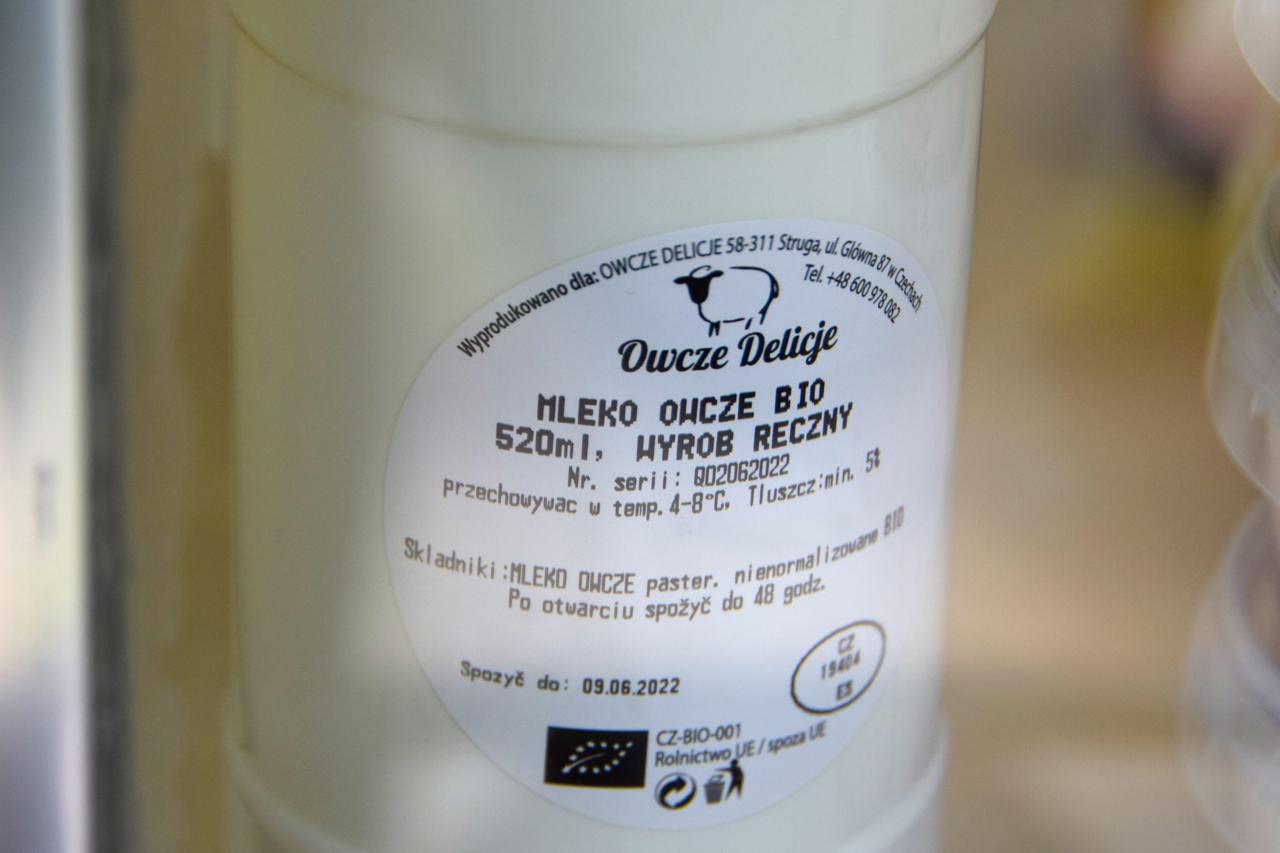 Wyprodukowano dla: OWCZE DELICJE 58-311 Struga, ul. Główna 87 w Czechach
Tel. +48 600 978 082
Owcze Delicje
MLEKO OWCZE BIO
520ml, WYROB RECZNY
Nr. serii: Q02062022
przechowywac w temp. 4-8°C, Tluszcz:min. 5%
Skladniki:MLEKO OWCZE paster. nienormalizovane BIO
Po otwarciu spožyč do 48 godz.
Spozyč do: 09.06.2022
CZ
19404
ES
CZ-BIO-001
Rolnictwo UE / spoza UE